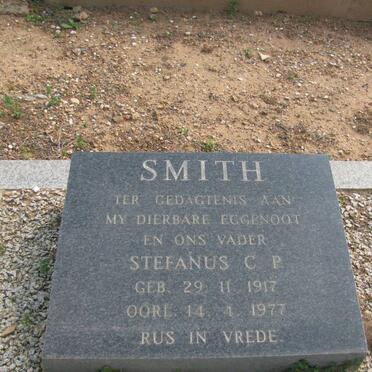 SMITH
TER GEDAGTENIS AAN
MY DIERBARE EGGENOOT
EN ONS VADER
STEFANUS C P
GEB. 29. 11. 1917
OORL. 14. 4. 1977
RUS IN VREDE